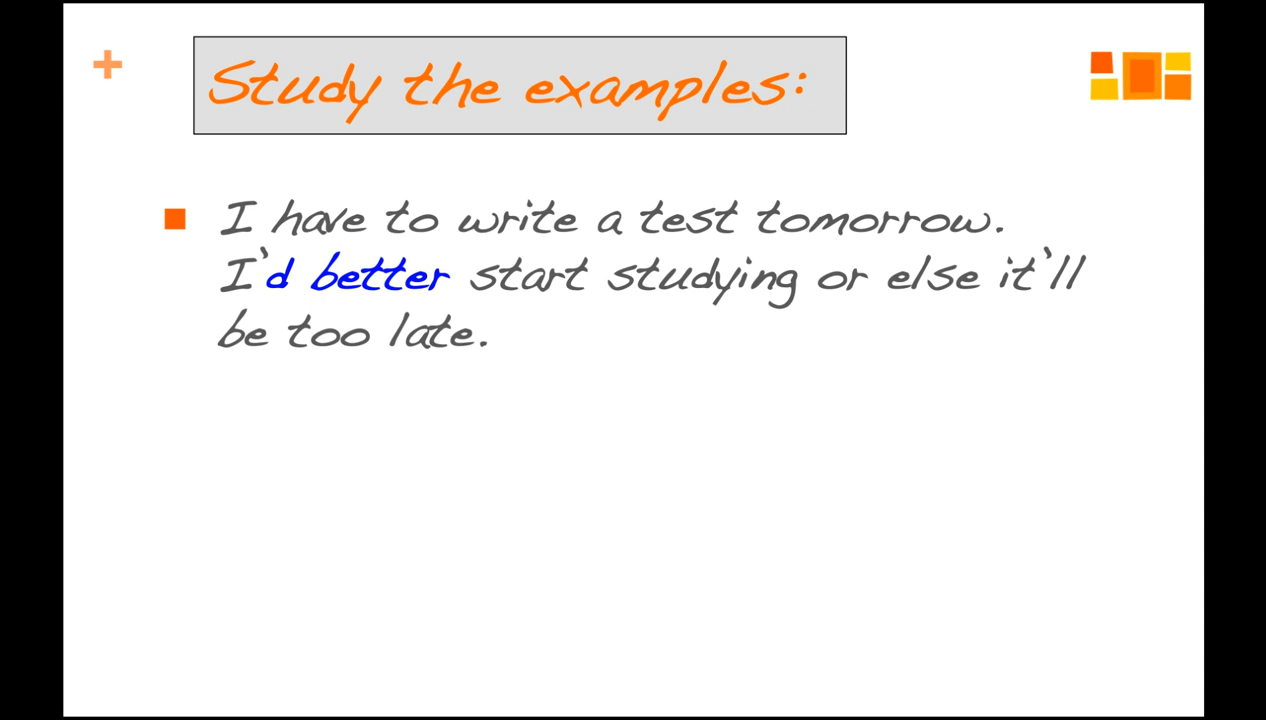 Study the examples:
I have to write a test tomorrow.
I'd better start studying or else it'll
be too late.